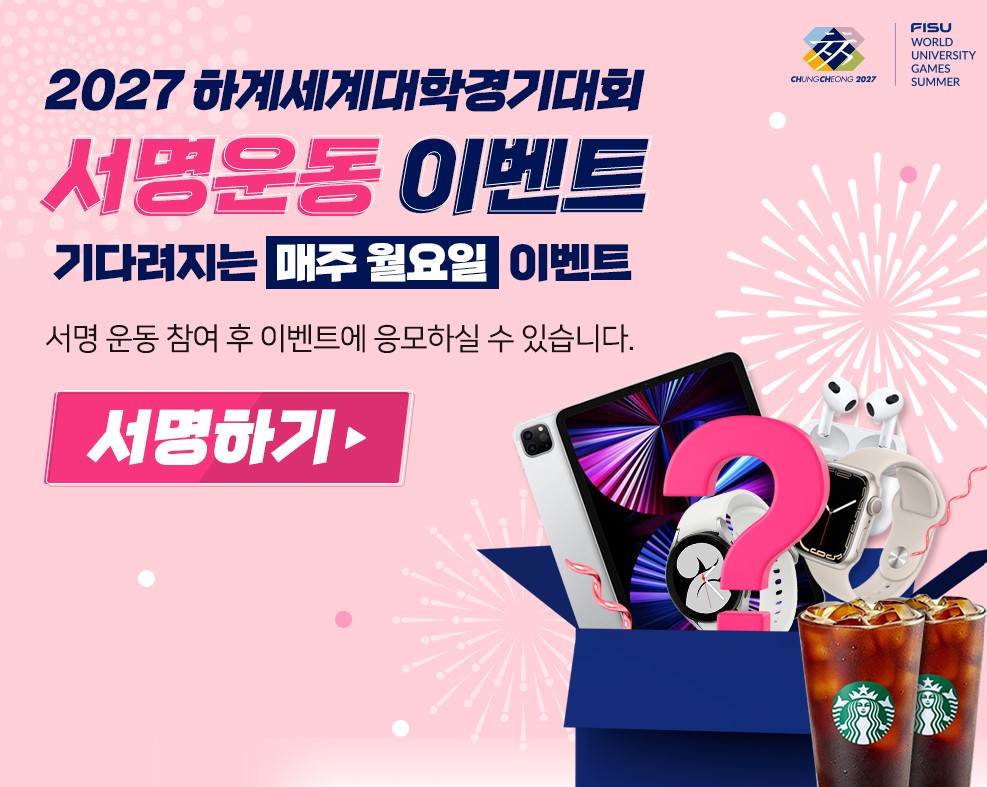 CHUNGCHEONG 2027
FISU
WORLD
UNIVERSITY
GAMES
SUMMER
2027 하계세계대학경기대회
서명운동 이벤트
기다려지는 매주 월요일 이벤트
서명 운동 참여 후 이벤트에 응모하실 수 있습니다.
서명하기
?